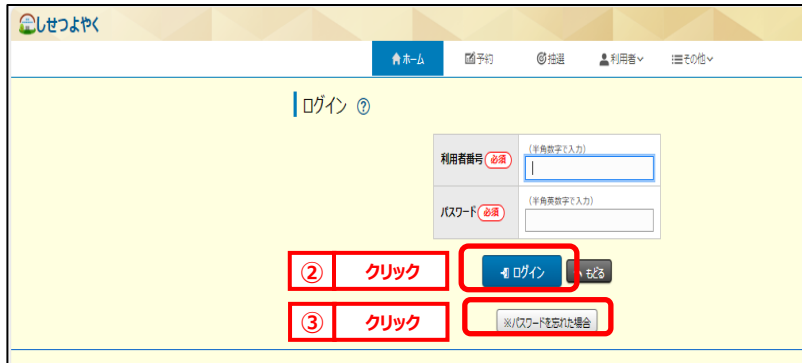 しせつよやく
ホーム 予約 抽選 利用者 その他
ログイン ?
利用者番号 必須 (半角数字で入力)
パスワード 必須 (半角英数字で入力)
② クリック ログイン もどる
③ クリック ※パスワードを忘れた場合